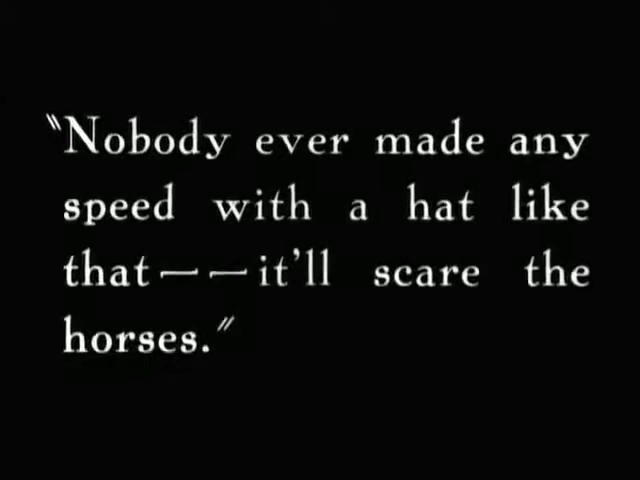 "Nobody ever made any
speed with a hat like
that——it'll scare the
horses."